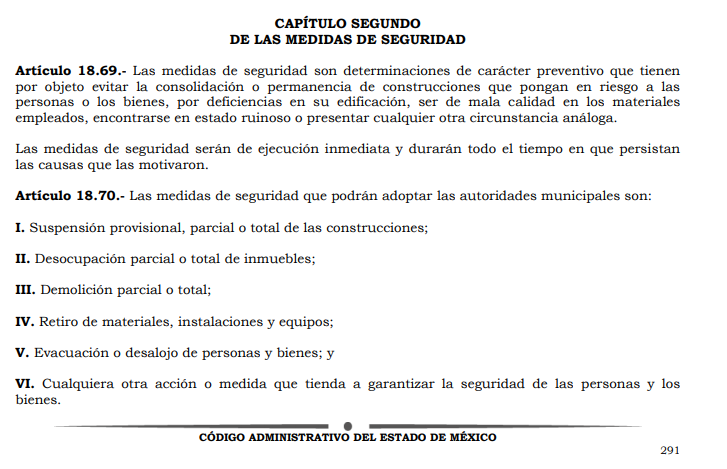 CAPÍTULO SEGUNDO
DE LAS MEDIDAS DE SEGURIDAD
Artículo 18.69.- Las medidas de seguridad son determinaciones de carácter preventivo que tienen
por objeto evitar la consolidación o permanencia de construcciones que pongan en riesgo a las
personas o los bienes, por deficiencias en su edificación, ser de mala calidad en los materiales
empleados, encontrarse en estado ruinoso o presentar cualquier otra circunstancia análoga.
Las medidas de seguridad serán de ejecución inmediata y durarán todo el tiempo en que persistan
las causas que las motivaron.
Artículo 18.70.- Las medidas de seguridad que podrán adoptar las autoridades municipales son:
I. Suspensión provisional, parcial o total de las construcciones;
II. Desocupación parcial o total de inmuebles;
III. Demolición parcial o total;
IV. Retiro de materiales, instalaciones y equipos;
V. Evacuación o desalojo de personas y bienes; y
VI. Cualquiera otra acción o medida que tienda a garantizar la seguridad de las personas y los
bienes.
CÓDIGO ADMINISTRATIVO DEL ESTADO DE MÉXICO
291